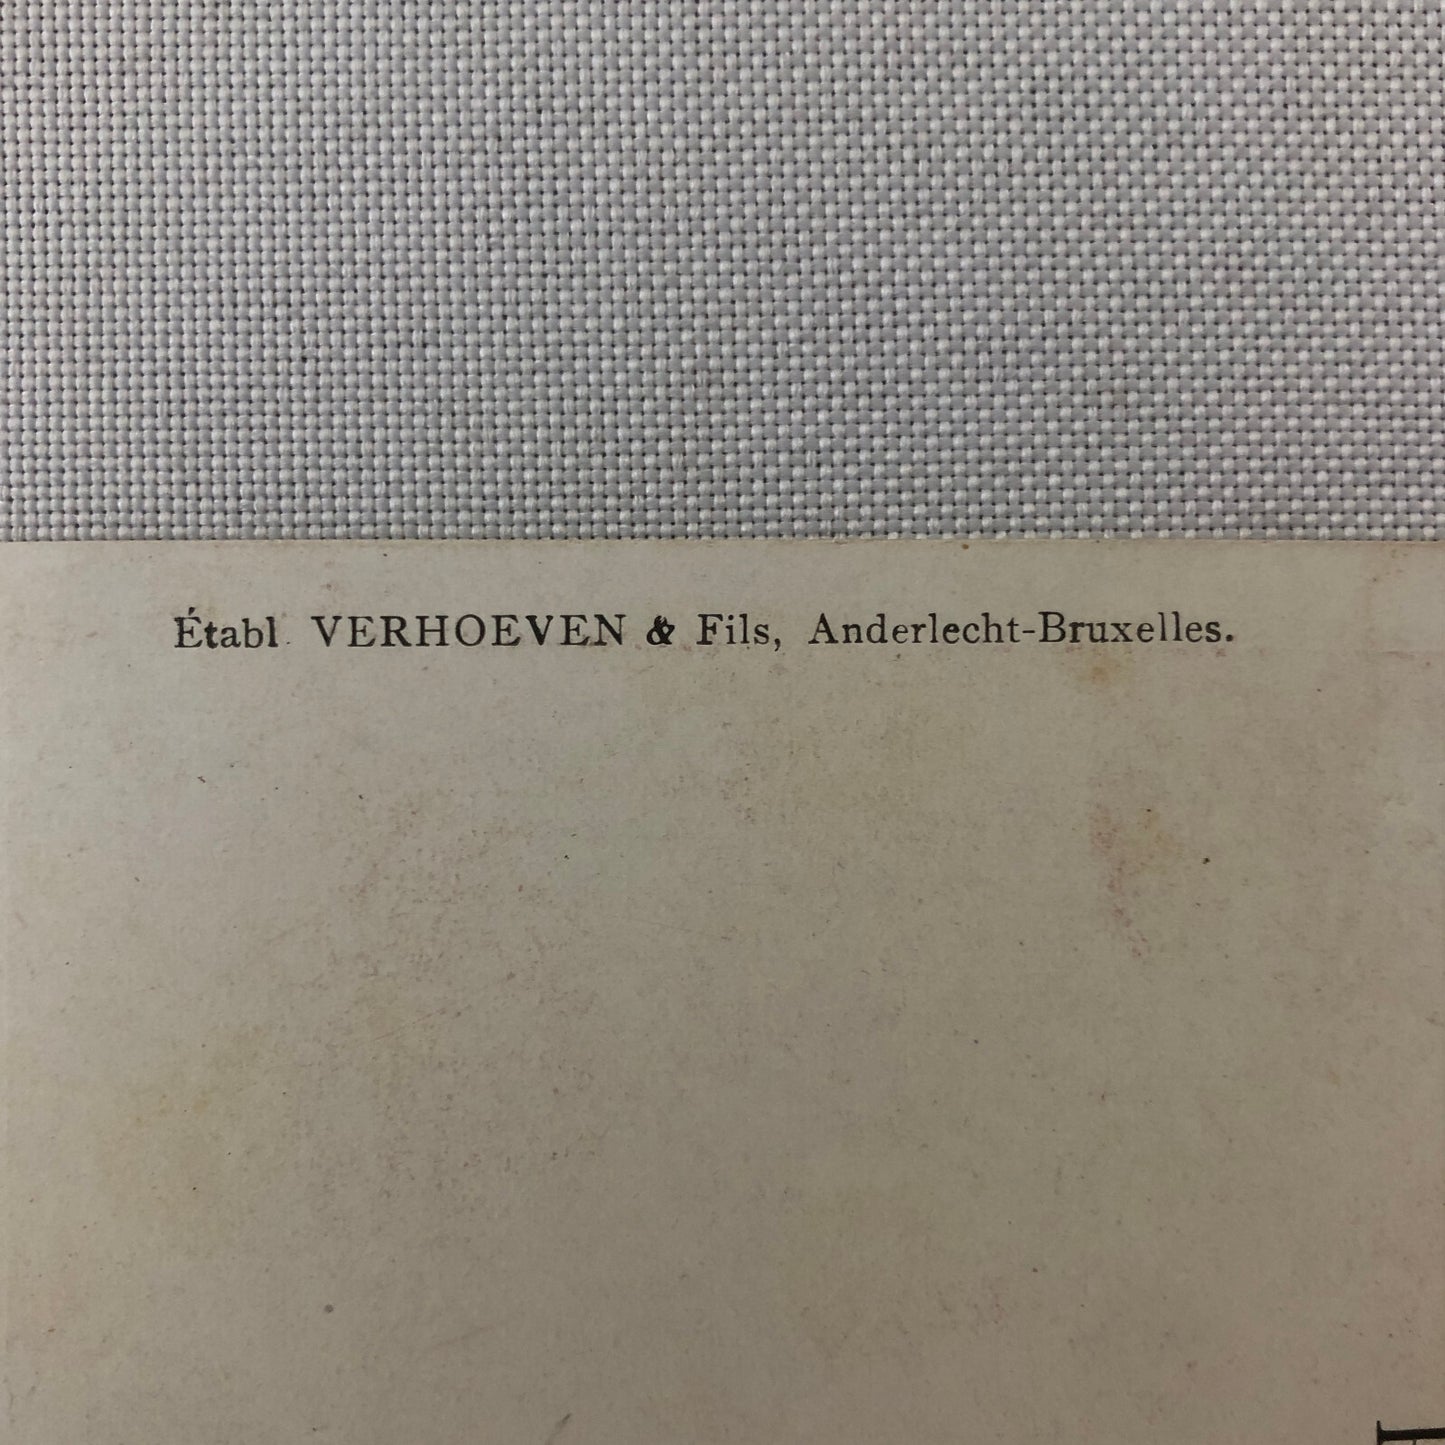 Établ. VERHOEVEN & Fils, Anderlecht-Bruxelles.